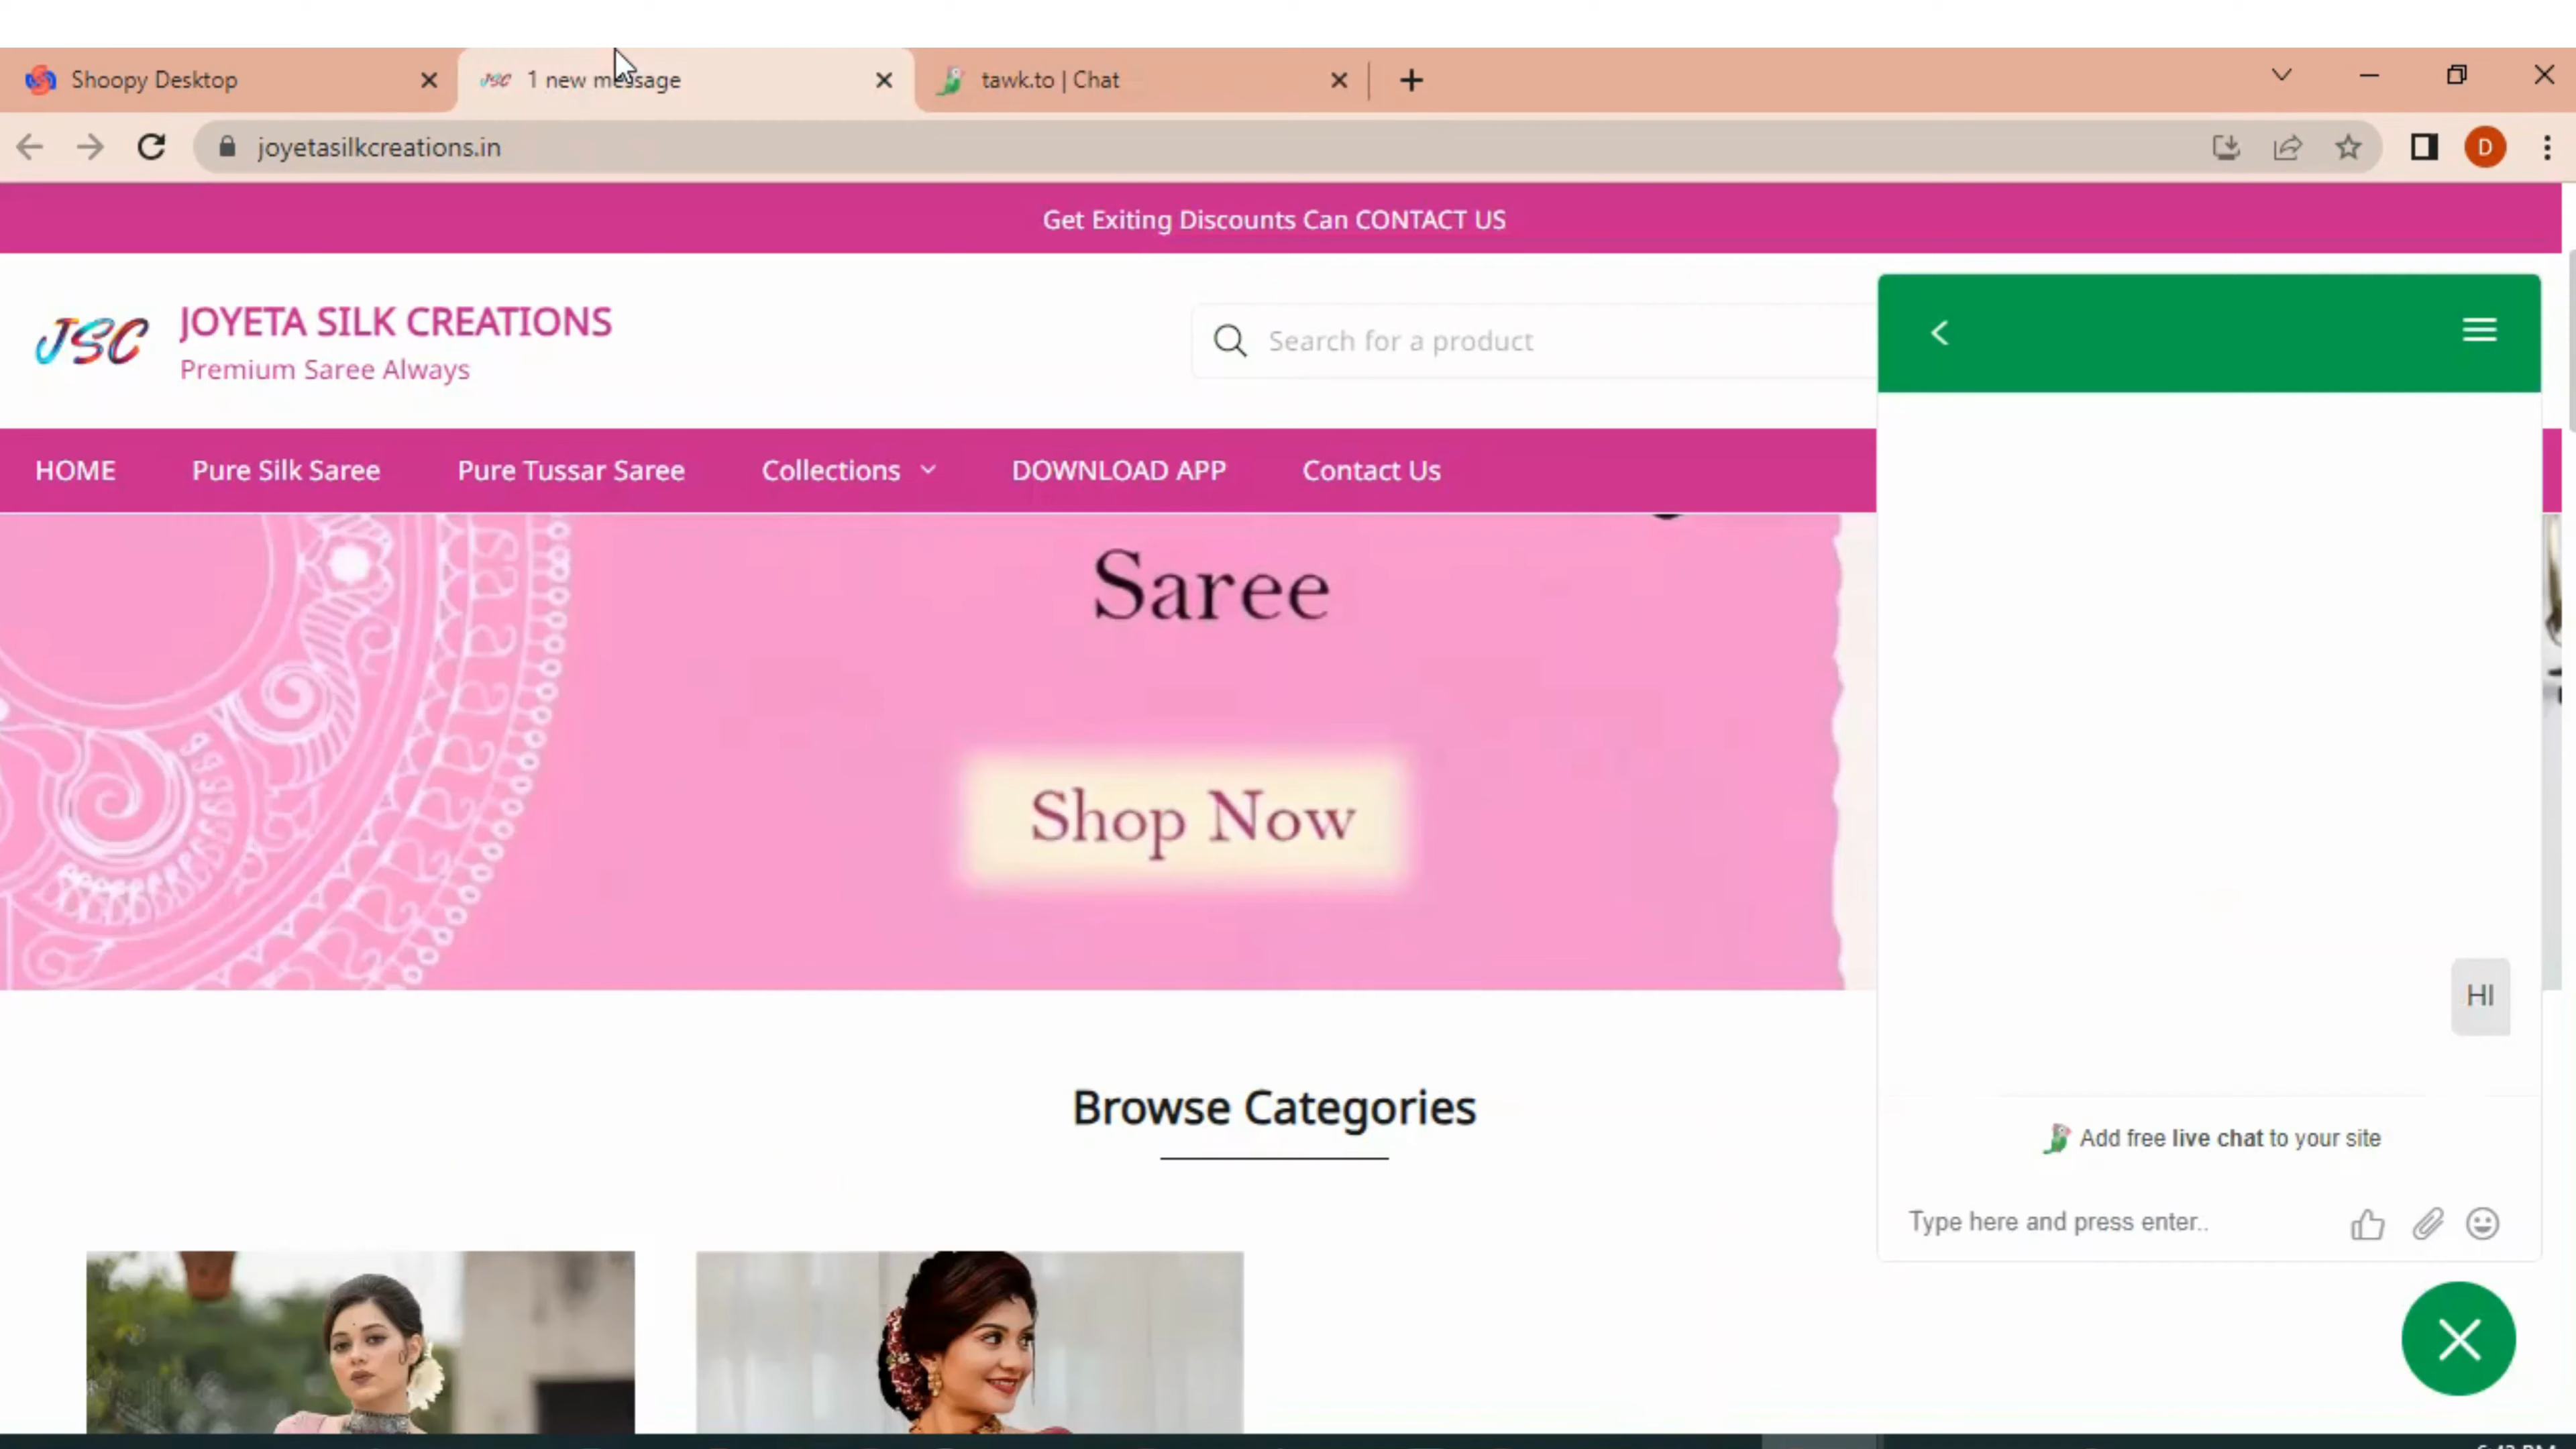 Shoopy Desktop
JSC 1 new message
tawk.to | Chat
joyetasilkcreations.in
D
Get Exiting Discounts Can CONTACT US
JSC
JOYETA SILK CREATIONS
Premium Saree Always
Search for a product
HOME
Pure Silk Saree
Pure Tussar Saree
Collections
DOWNLOAD APP
Contact Us
Saree
Shop Now
HI
Browse Categories
Add free live chat to your site
Type here and press enter..